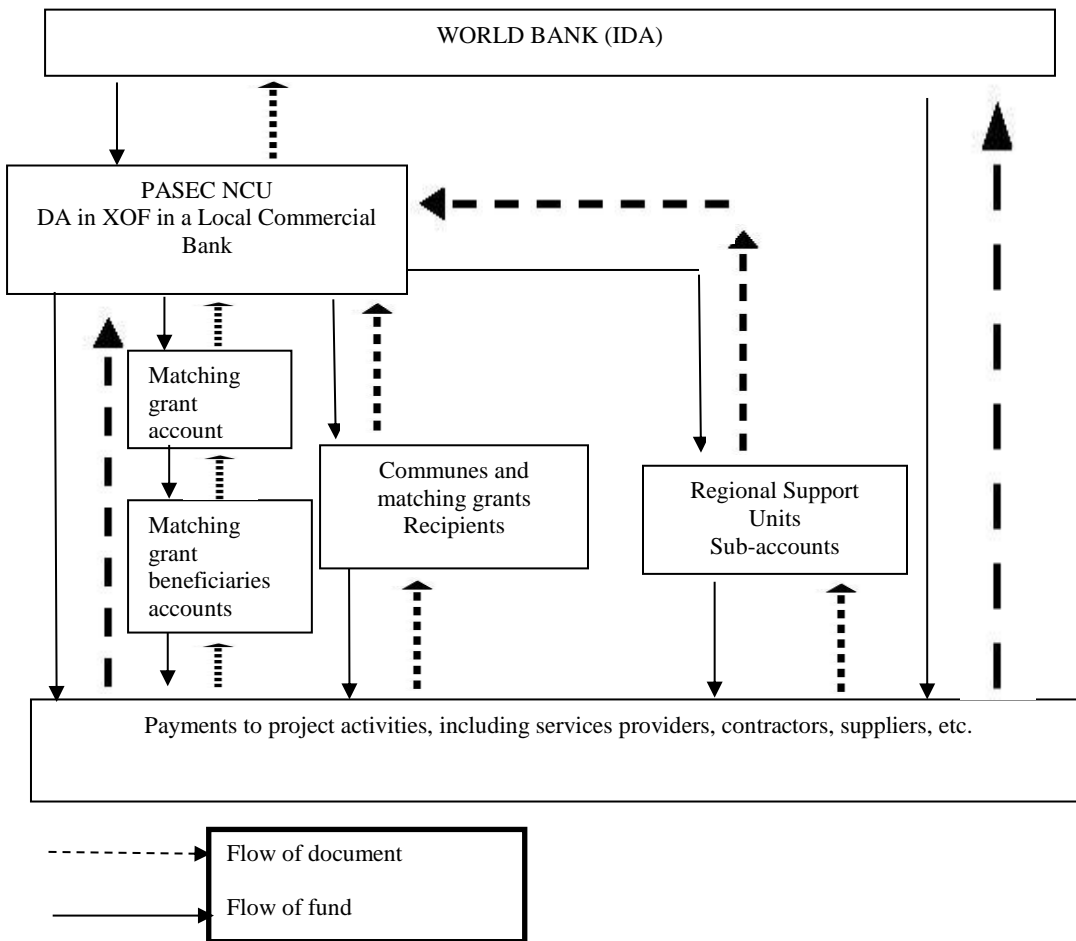 WORLD BANK (IDA)
PASEC NCU
DA in XOF in a Local Commercial
Bank
Matching
grant
account
Communes and
matching grants
Recipients
Regional Support
Units
Sub-accounts
Matching
grant
beneficiaries
accounts
Payments to project activities, including services providers, contractors, suppliers, etc.
Flow of document
Flow of fund